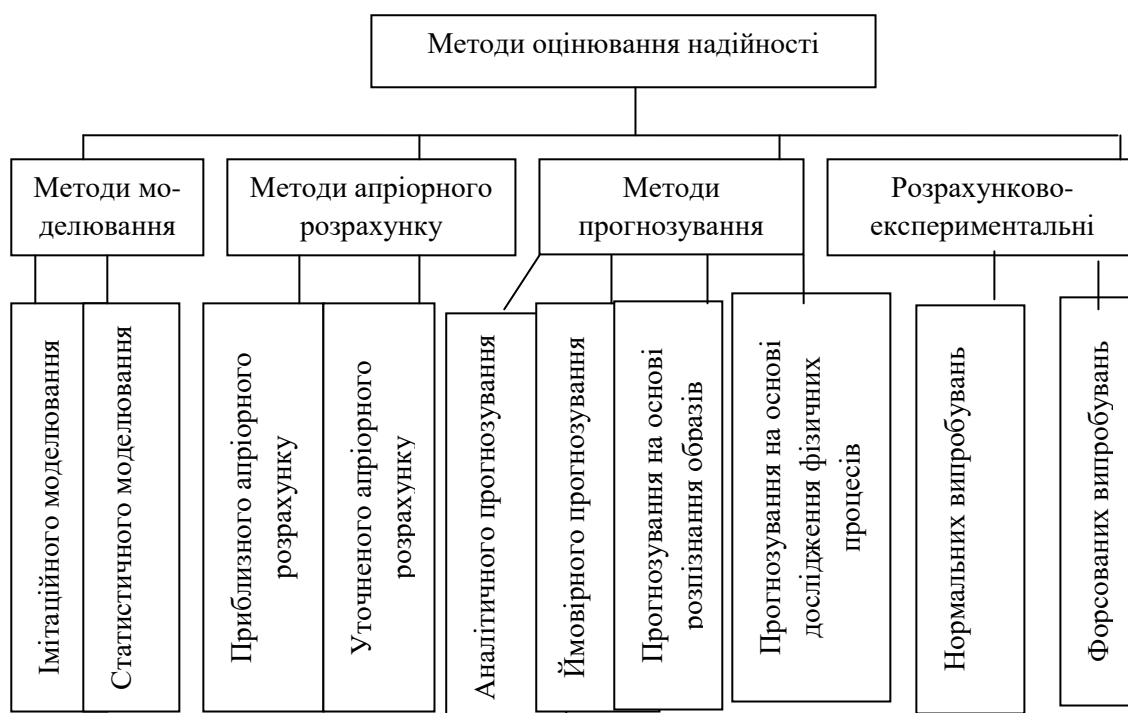 Методи оцінювання надійності
Методи мо-
делювання
Методи апріорного
розрахунку
Методи
прогнозування
Розрахунково-
експериментальні
Імітаційного моделювання
Статистичного моделювання
Приблизного апріорного
розрахунку
Уточненого апріорного
розрахунку
Аналітичного прогнозування
Ймовірного прогнозування
Прогнозування на основі
розпізнання образів
Прогнозування на основі
дослідження фізичних
процесів
Нормальних випробувань
Форсованих випробувань